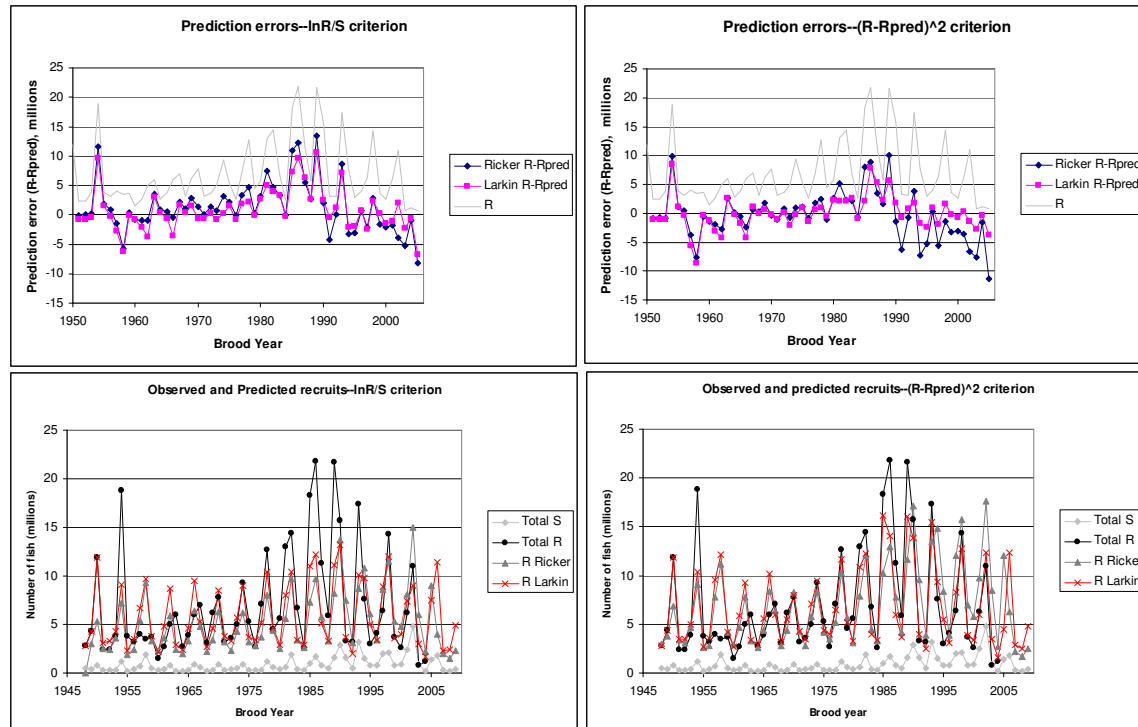 Prediction errors--lnR/S criterion
Prediction error (R-Rpred), millions
25
20
15
10
5
0
-5
-10
-15
1950
1960
1970
1980
1990
2000
Brood Year
Ricker R-Rpred
Larkin R-Rpred
R
Prediction errors--(R-Rpred)^2 criterion
Prediction error (R-Rpred), millions
25
20
15
10
5
0
-5
-10
-15
1950
1960
1970
1980
1990
2000
Brood Year
Ricker R-Rpred
Larkin R-Rpred
R
Observed and Predicted recruits--lnR/S criterion
Number of fish (millions)
25
20
15
10
5
0
1945
1955
1965
1975
1985
1995
2005
Brood Year
Total S
Total R
R Ricker
R Larkin
Observed and predicted recruits--(R-Rpred)^2 criterion
Number of fish (millions)
25
20
15
10
5
0
1945
1955
1965
1975
1985
1995
2005
Brood year
Total S
Total R
R Ricker
R Larkin